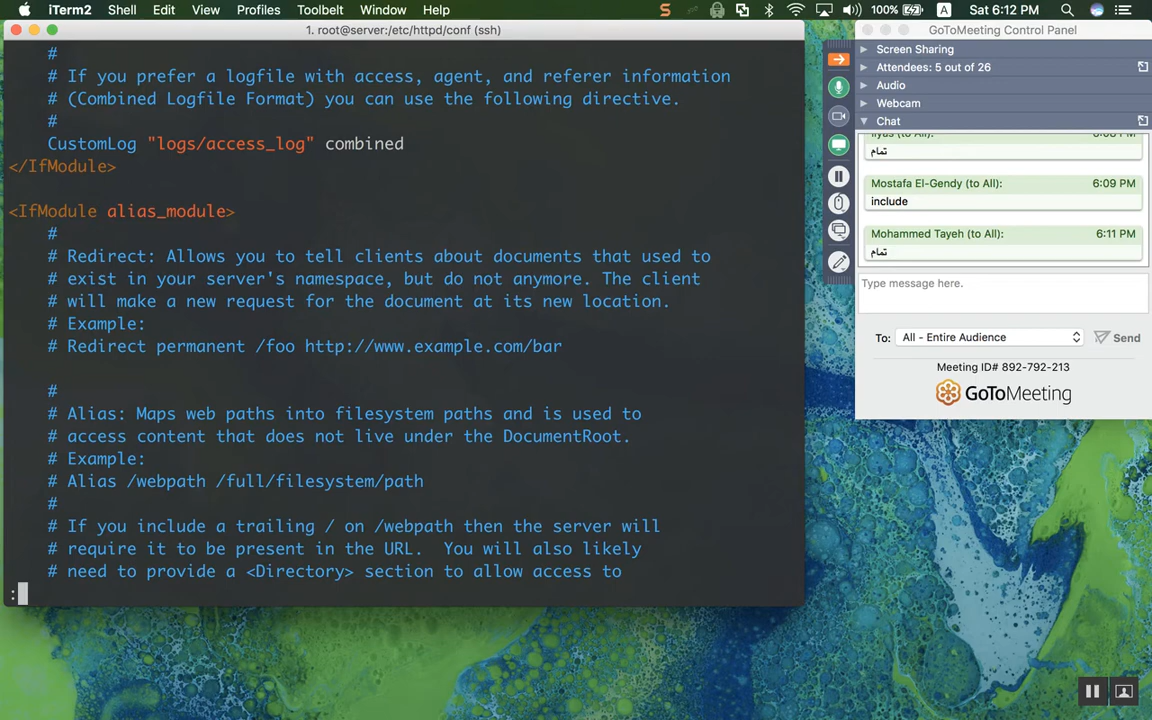 iTerm2 Shell Edit View Profiles Toolbelt Window Help 100% A Sat 6:12 PM
1. root@server:/etc/httpd/conf (ssh)
#
# If you prefer a logfile with access, agent, and referer information
# (Combined Logfile Format) you can use the following directive.
#
CustomLog "logs/access_log" combined
</IfModule>
<IfModule alias_module>
#
# Redirect: Allows you to tell clients about documents that used to
# exist in your server's namespace, but do not anymore. The client
# will make a new request for the document at its new location.
# Example:
# Redirect permanent /foo http://www.example.com/bar
#
# Alias: Maps web paths into filesystem paths and is used to
# access content that does not live under the DocumentRoot.
# Example:
# Alias /webpath /full/filesystem/path
#
# If you include a trailing / on /webpath then the server will
# require it to be present in the URL.  You will also likely
# need to provide a <Directory> section to allow access to
:
GoToMeeting Control Panel
Screen Sharing
Attendees: 5 out of 26
Audio
Webcam
Chat
(to All):
تمام
Mostafa El-Gendy (to All): 6:09 PM
include
Mohammed Tayeh (to All): 6:11 PM
تمام
Type message here.
To: All - Entire Audience Send
Meeting ID# 892-792-213
GoToMeeting